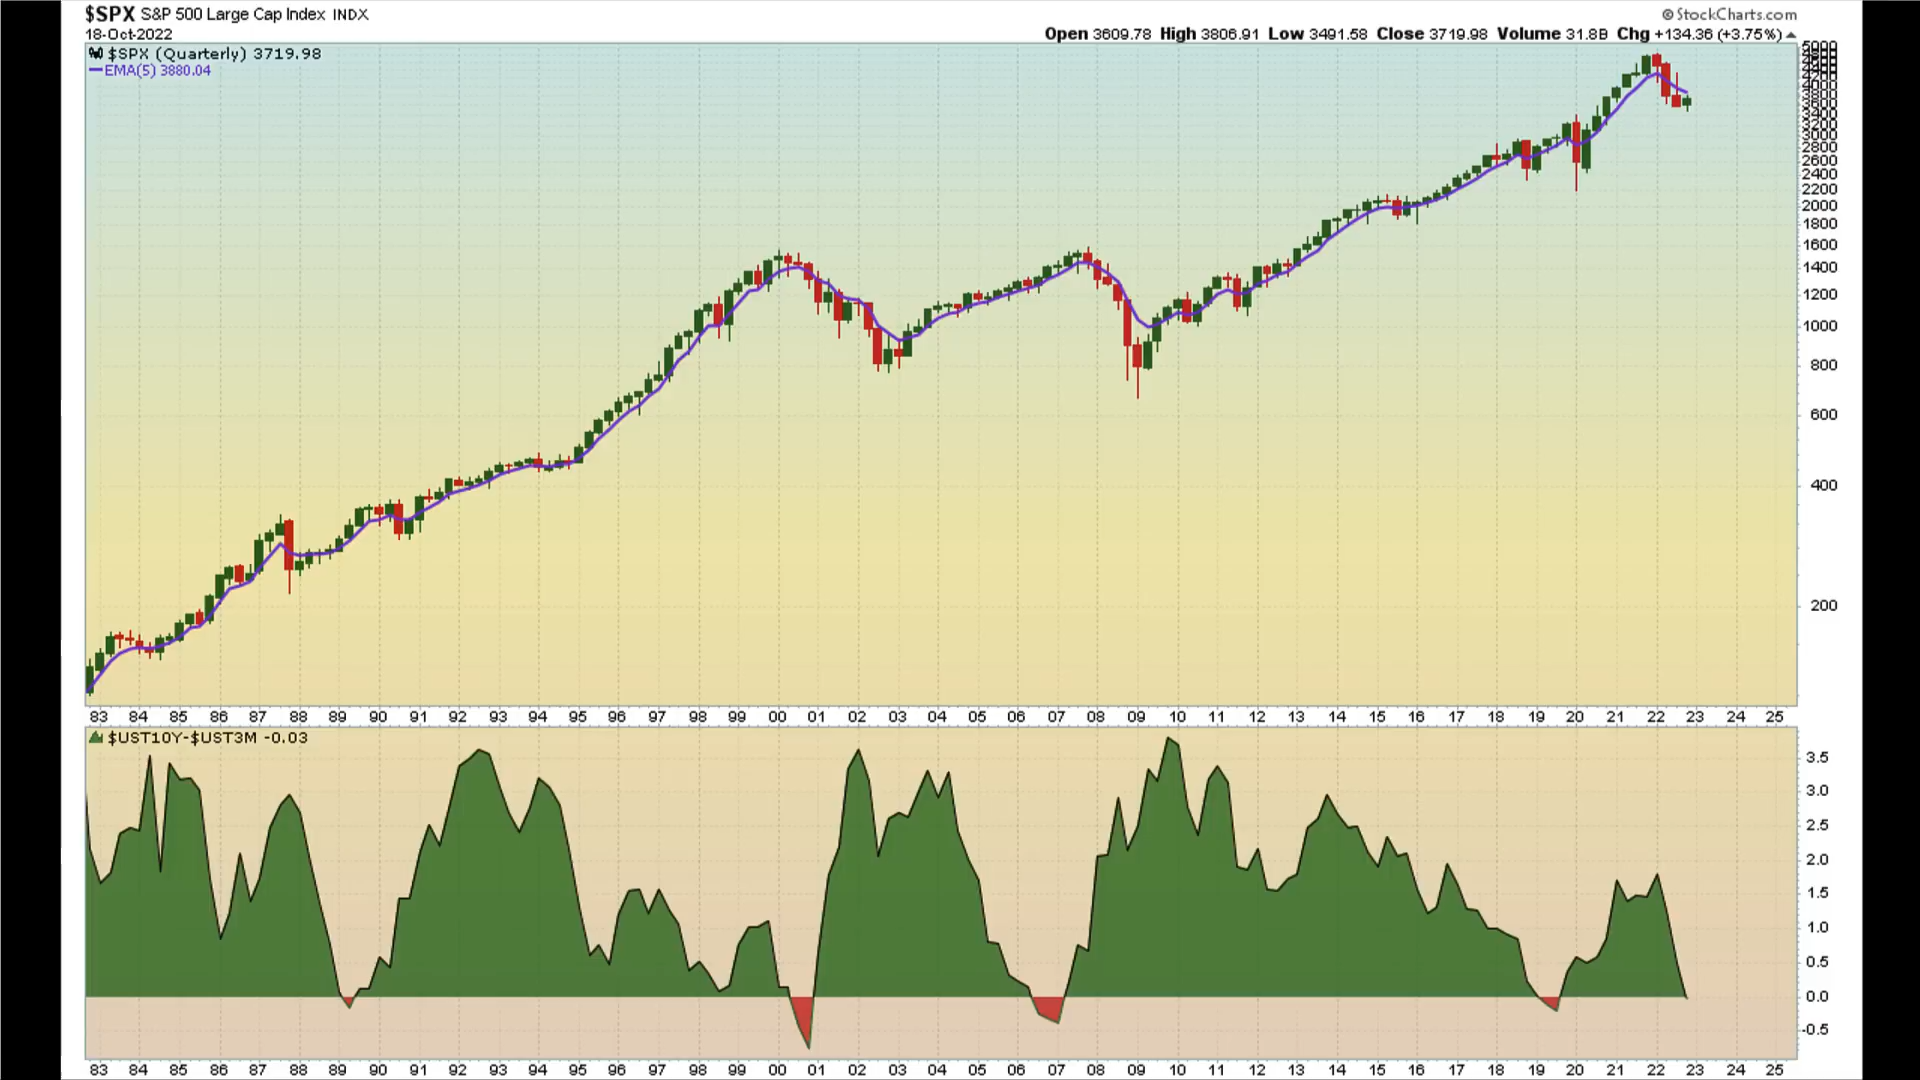 $SPX S&P 500 Large Cap Index INDX
© StockCharts.com
18-Oct-2022
Open 3609.78 High 3806.91 Low 3491.58 Close 3719.98 Volume 31.8B Chg +134.36 (+3.75%)
$SPX (Quarterly) 3719.98
EMA(5) 3880.04
5000
3200
2800
2600
2400
2200
2000
1800
1600
1400
1200
1000
800
600
400
200
83 84 85 86 87 88 89 90 91 92 93 94 95 96 97 98 99 00 01 02 03 04 05 06 07 08 09 10 11 12 13 14 15 16 17 18 19 20 21 22 23 24 25
$UST10Y-$UST3M -0.03
3.5
3.0
2.5
2.0
1.5
1.0
0.5
0.0
-0.5
83 84 85 86 87 88 89 90 91 92 93 94 95 96 97 98 99 00 01 02 03 04 05 06 07 08 09 10 11 12 13 14 15 16 17 18 19 20 21 22 23 24 25